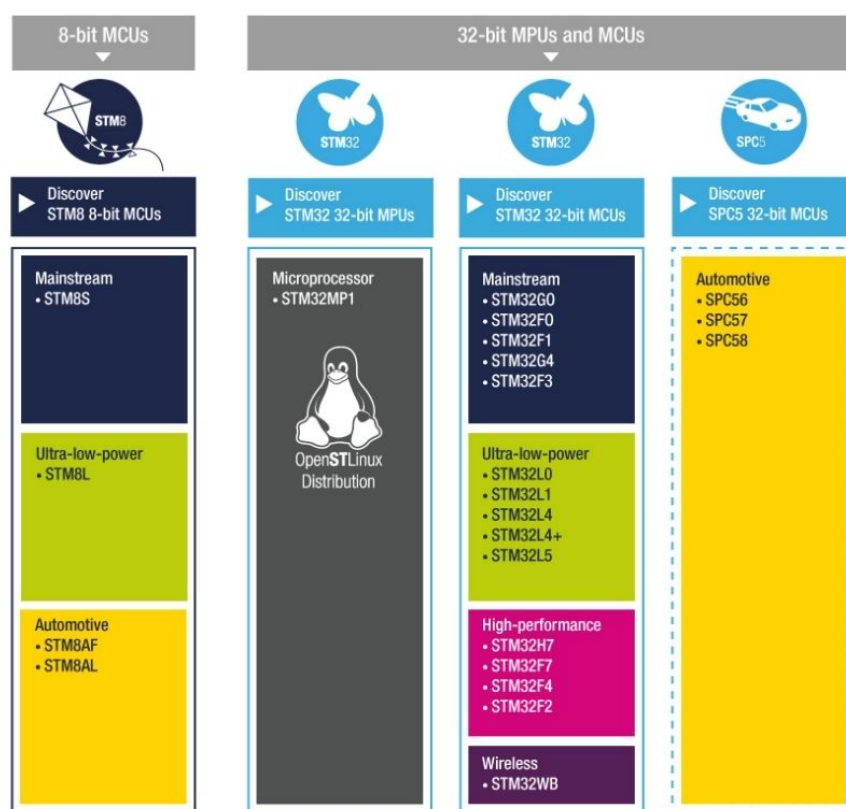 8-bit MCUs
32-bit MPUs and MCUs
STM8
STM32
STM32
SPC5
Discover
STM8 8-bit MCUs
Discover
STM32 32-bit MPUs
Discover
STM32 32-bit MCUs
Discover
SPC5 32-bit MCUs
Mainstream
• STM8S
Ultra-low-power
• STM8L
Automotive
• STM8AF
• STM8AL
Microprocessor
• STM32MP1
OpenSTLinux
Distribution
Mainstream
• STM32G0
• STM32F0
• STM32F1
• STM32G4
• STM32F3
Ultra-low-power
• STM32L0
• STM32L1
• STM32L4
• STM32L4+
• STM32L5
High-performance
• STM32H7
• STM32F7
• STM32F4
• STM32F2
Wireless
• STM32WB
Automotive
• SPC56
• SPC57
• SPC58